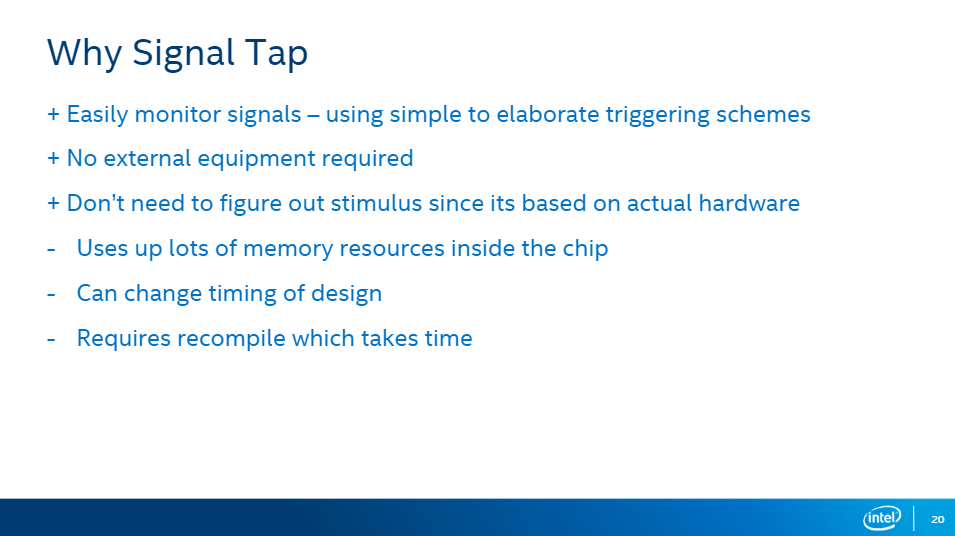 Why Signal Tap
+ Easily monitor signals – using simple to elaborate triggering schemes
+ No external equipment required
+ Don’t need to figure out stimulus since its based on actual hardware
- Uses up lots of memory resources inside the chip
- Can change timing of design
- Requires recompile which takes time
intel
20